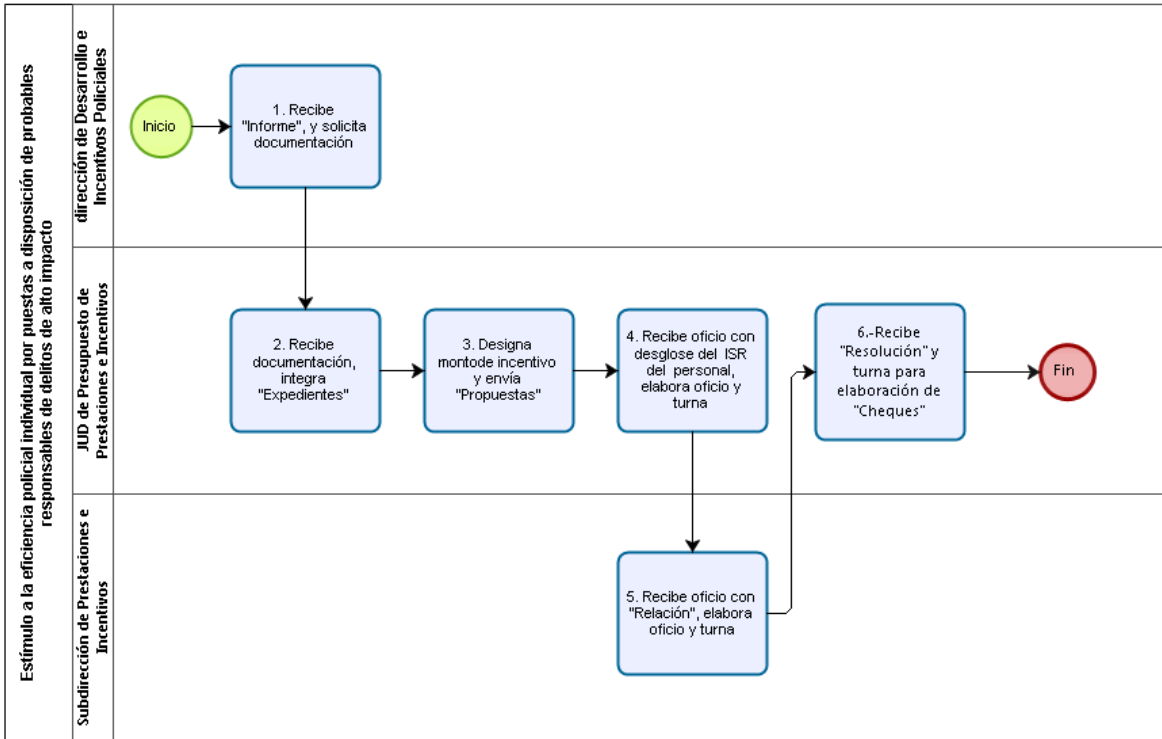 Estímulo a la eficiencia policial individual por puestas a disposición de probables
responsables de delitos de alto impacto
dirección de Desarrollo e
Incentivos Policiales
Inicio
1. Recibe
"Informe", y solicita
documentación
JUD de Presupuesto de
Prestaciones e Incentivos
2. Recibe
documentación,
integra
"Expedientes"
3. Designa
montode incentivo
y envía
"Propuestas"
4. Recibe oficio con
desglose del ISR
del personal,
elabora oficio y
turna
6.-Recibe
"Resolución" y
turna para
elaboración de
"Cheques"
Fin
Subdirección de Prestaciones e
Incentivos
5. Recibe oficio con
"Relación", elabora
oficio y turna